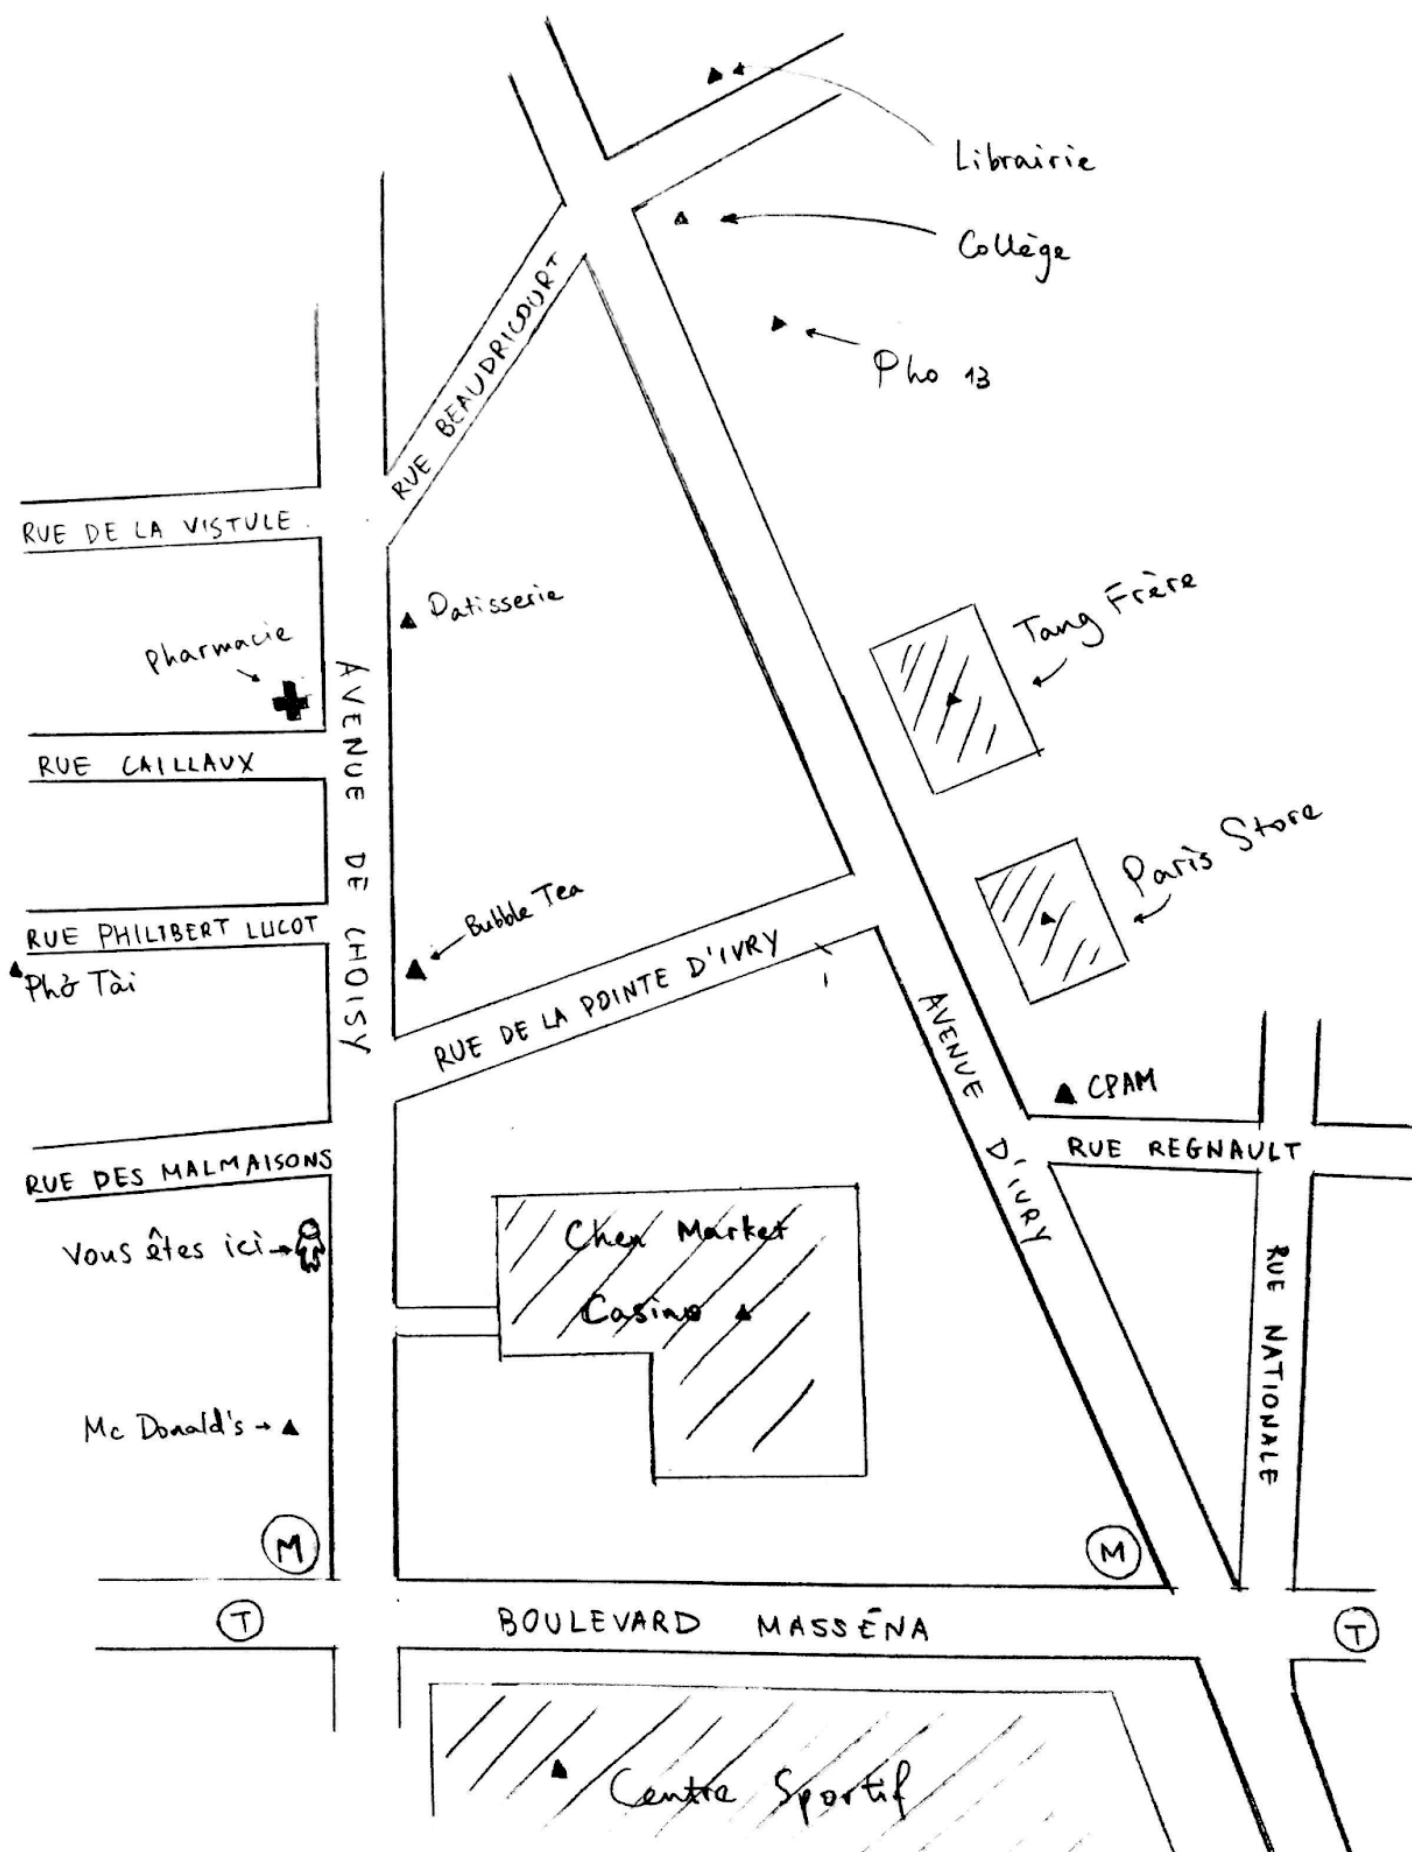 Librairie
Collège
Pho 13
RUE BEAUDRICOURT
RUE DE LA VISTULE
Patisserie
Tang Frère
Pharmacie
AVENUE DE CHOISY
RUE CAILLAUX
Paris Store
Bubble Tea
RUE PHILIBERT LUCOT
Phở Tài
RUE DE LA POINTE D'IVRY
AVENUE D'IVRY
CPAM
RUE REGNAULT
RUE DES MALMAISONS
Vous êtes ici
Chen Market
Casino
RUE NATIONALE
Mc Donald's
M
M
T
BOULEVARD MASSÉNA
T
Centre Sportif